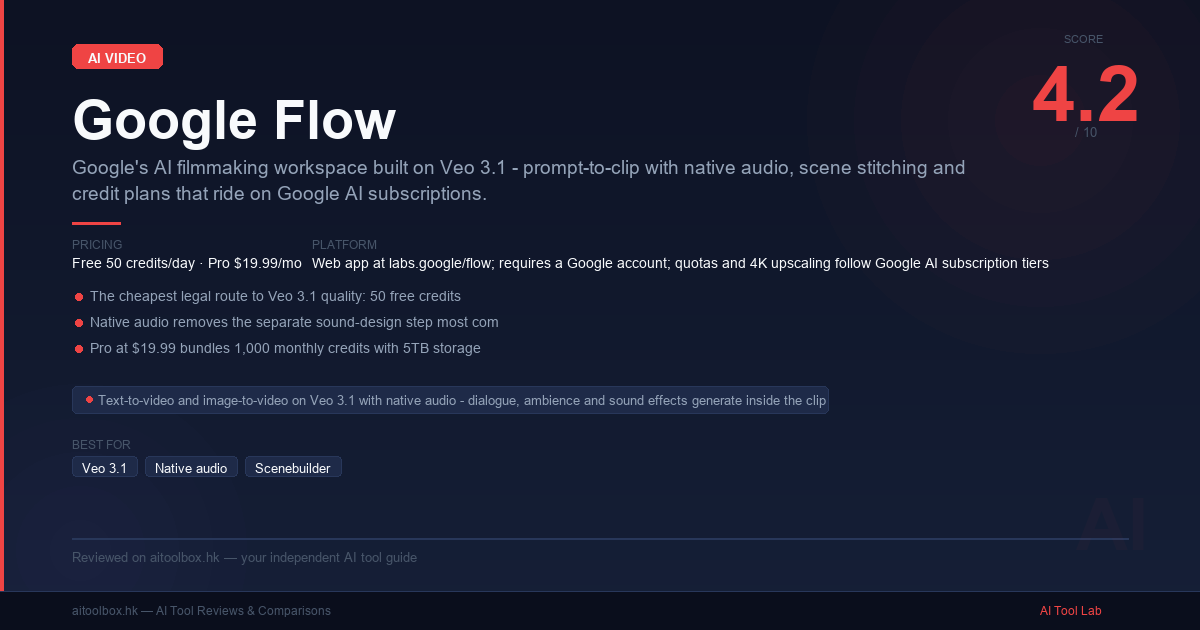 AI VIDEO
SCORE
4.2
/ 10
Google Flow
Google's AI filmmaking workspace built on Veo 3.1 - prompt-to-clip with native audio, scene stitching and
credit plans that ride on Google AI subscriptions.
PRICING
Free 50 credits/day · Pro $19.99/mo
PLATFORM
Web app at labs.google/flow; requires a Google account; quotas and 4K upscaling follow Google AI subscription tiers
The cheapest legal route to Veo 3.1 quality: 50 free credits
Native audio removes the separate sound-design step most com
Pro at $19.99 bundles 1,000 monthly credits with 5TB storage
Text-to-video and image-to-video on Veo 3.1 with native audio - dialogue, ambience and sound effects generate inside the clip
BEST FOR
Veo 3.1
Native audio
Scenebuilder
AI
Reviewed on aitoolbox.hk — your independent AI tool guide
aitoolbox.hk — AI Tool Reviews & Comparisons
AI Tool Lab